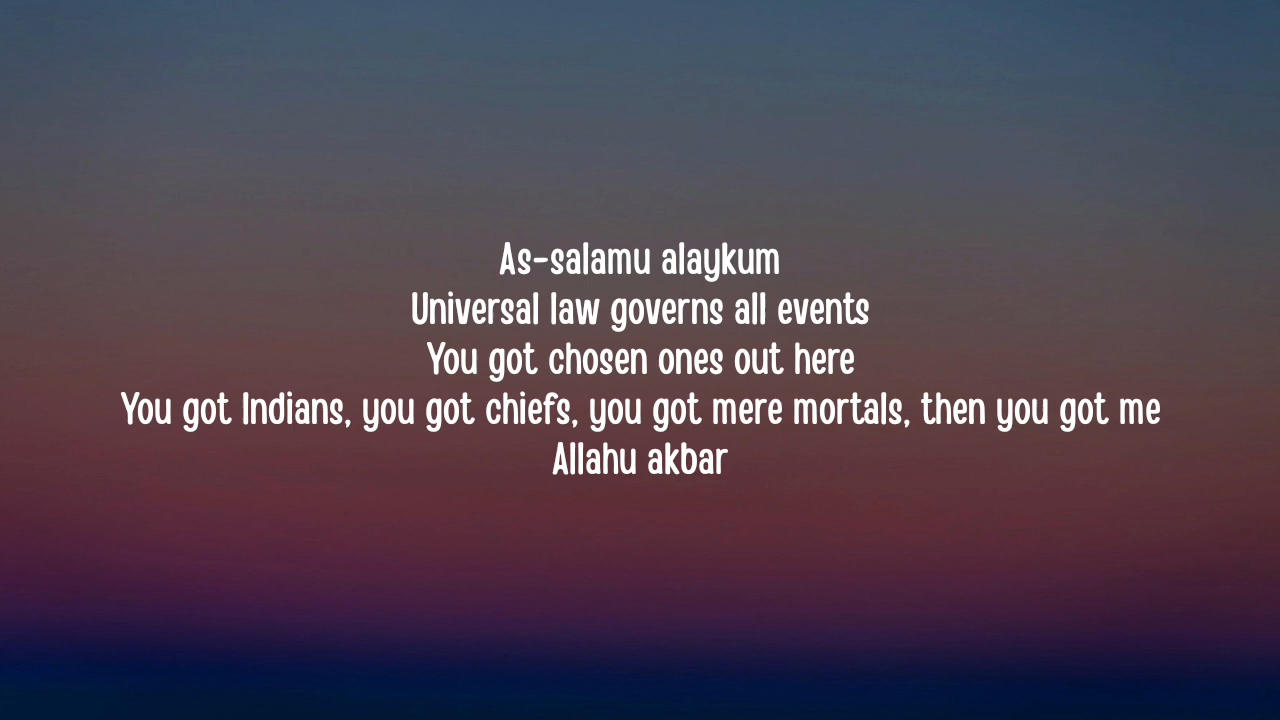 As-salamu alaykum
Universal law governs all events
You got chosen ones out here
You got Indians, you got chiefs, you got mere mortals, then you got me
Allahu akbar